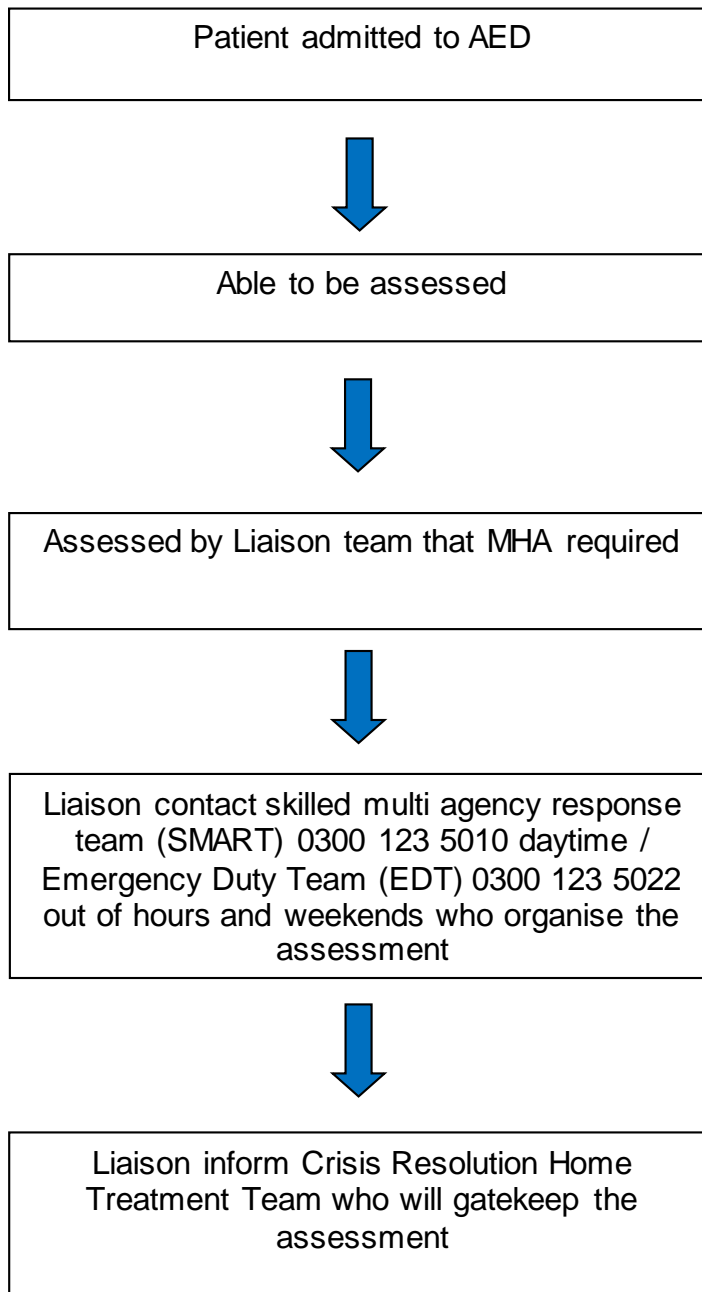 Patient admitted to AED
Able to be assessed
Assessed by Liaison team that MHA required
Liaison contact skilled multi agency response
team (SMART) 0300 123 5010 daytime /
Emergency Duty Team (EDT) 0300 123 5022
out of hours and weekends who organise the
assessment
Liaison inform Crisis Resolution Home
Treatment Team who will gatekeep the
assessment